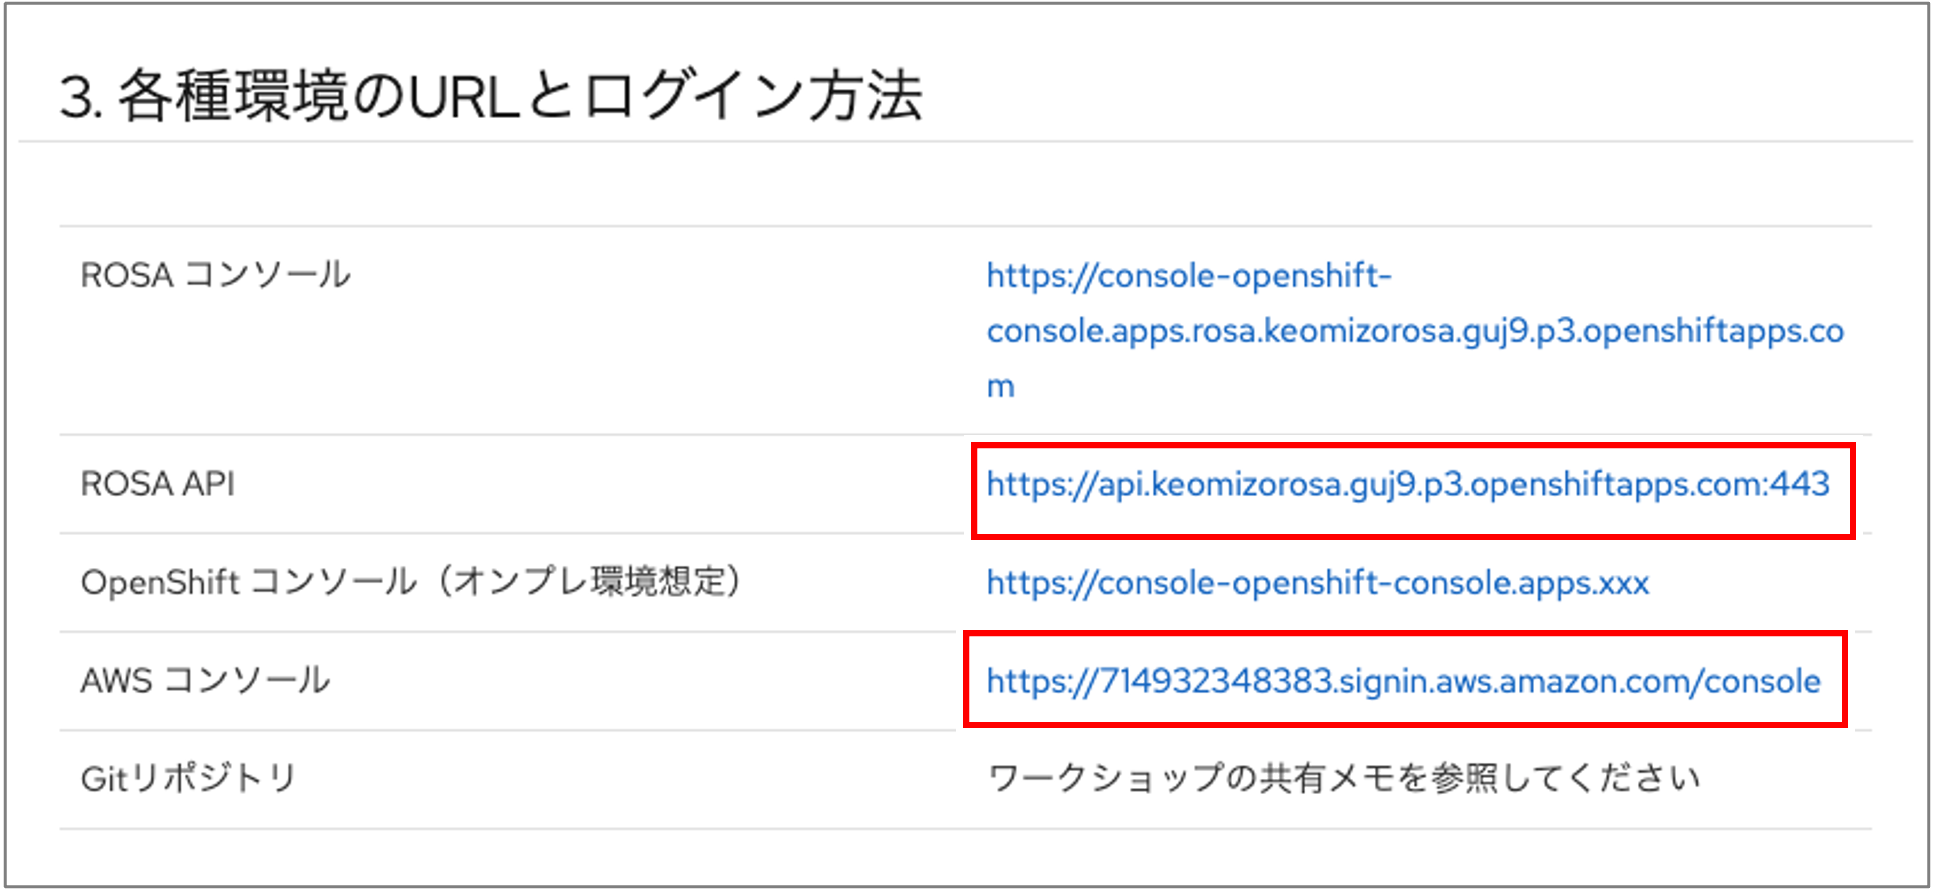 3. 各種環境のURLとログイン方法
ROSA コンソール
https://console-openshift-
console.apps.rosa.keomizorosa.guj9.p3.openshiftapps.co
m
ROSA API
https://api.keomizorosa.guj9.p3.openshiftapps.com:443
OpenShift コンソール（オンプレ環境想定）
https://console-openshift-console.apps.xxx
AWS コンソール
https://714932348383.signin.aws.amazon.com/console
Gitリポジトリ
ワークショップの共有メモを参照してください